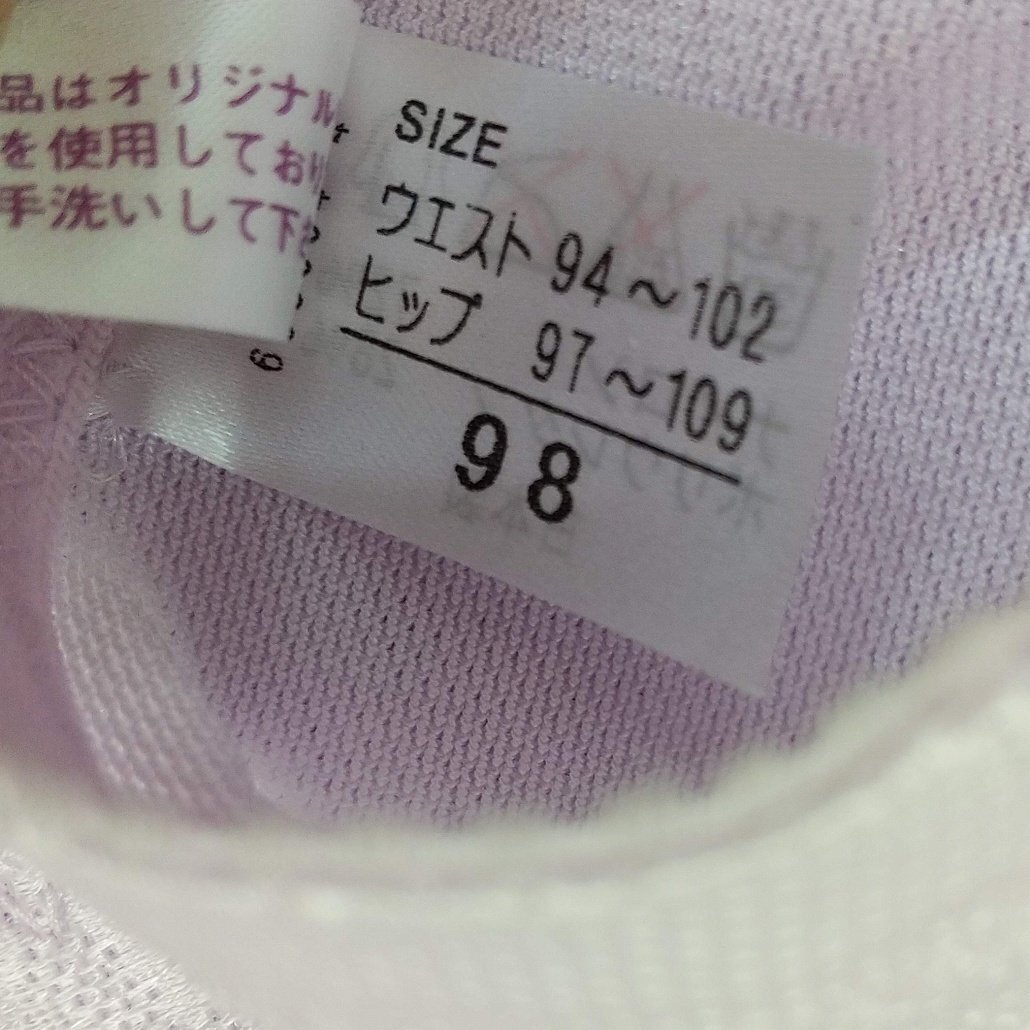 品はオリジナル
を使用しており
手洗いして下
SIZE
ウエスト 94～102
ヒップ 97～109
98